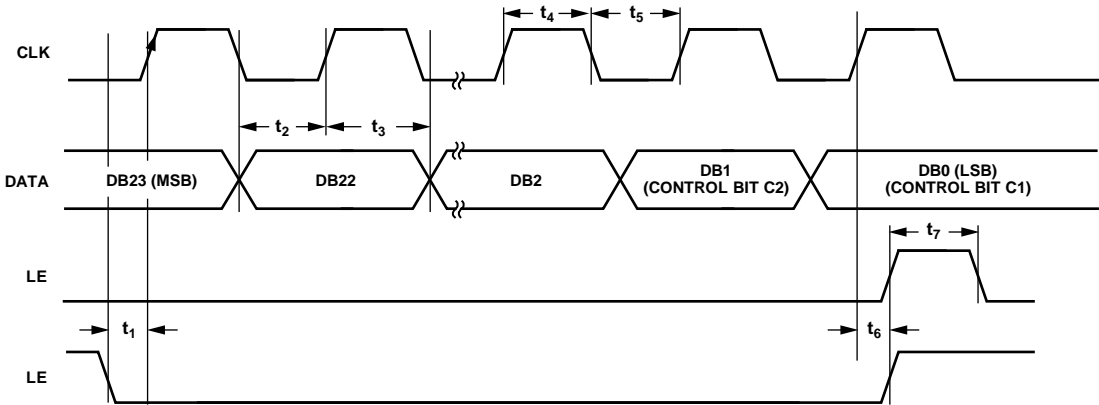 t4
t5
CLK
t2
t3
DATA
DB23 (MSB)
DB22
DB2
DB1
(CONTROL BIT C2)
DB0 (LSB)
(CONTROL BIT C1)
t7
LE
t1
t6
LE